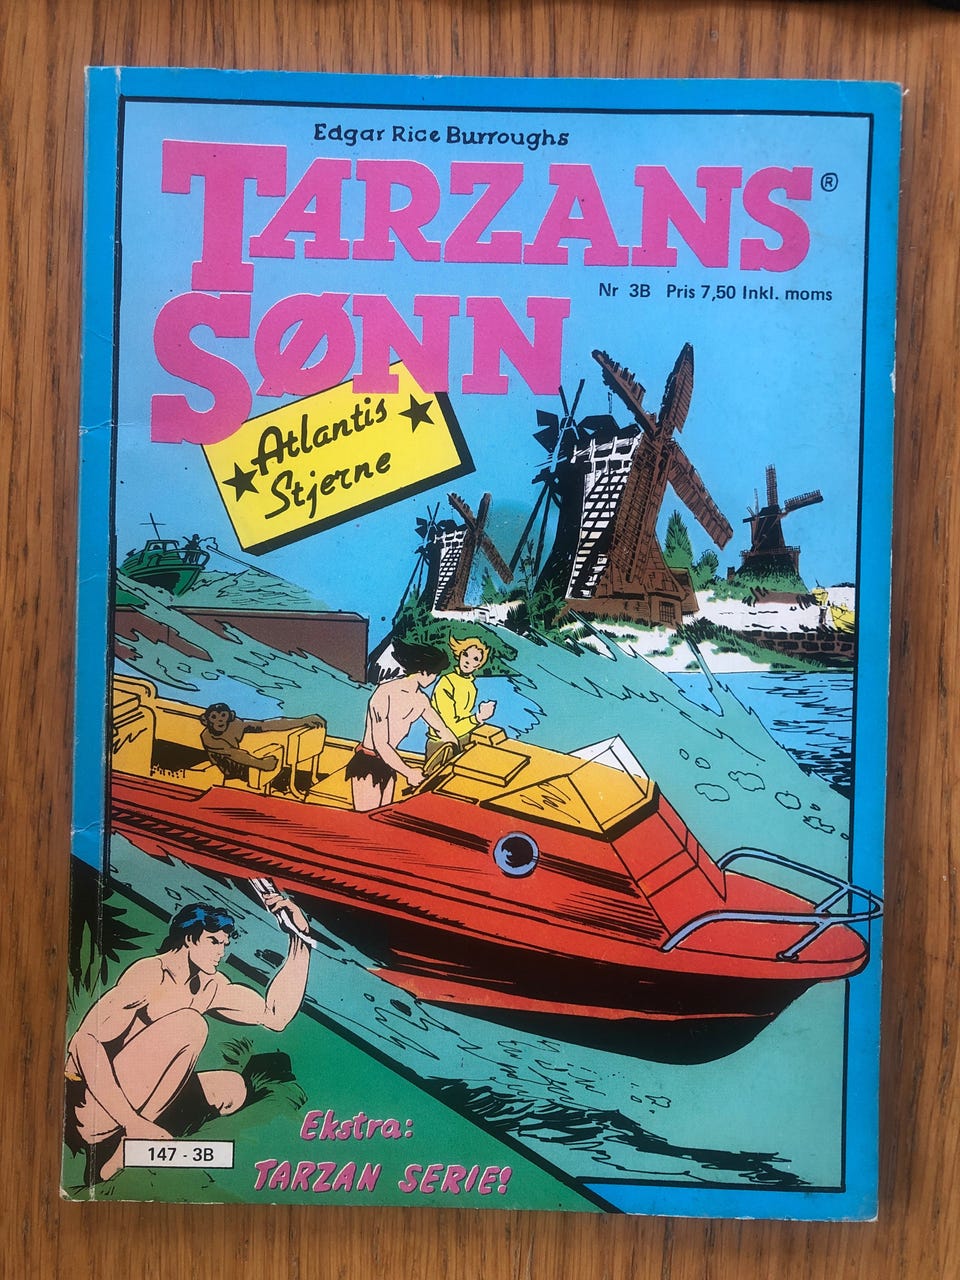 Edgar Rice Burroughs
TARZANS®
SØNN
Nr 3B Pris 7,50 Inkl. moms
★Atlantis★
Stjerne
Ekstra:
TARZAN SERIE!
147 - 3B